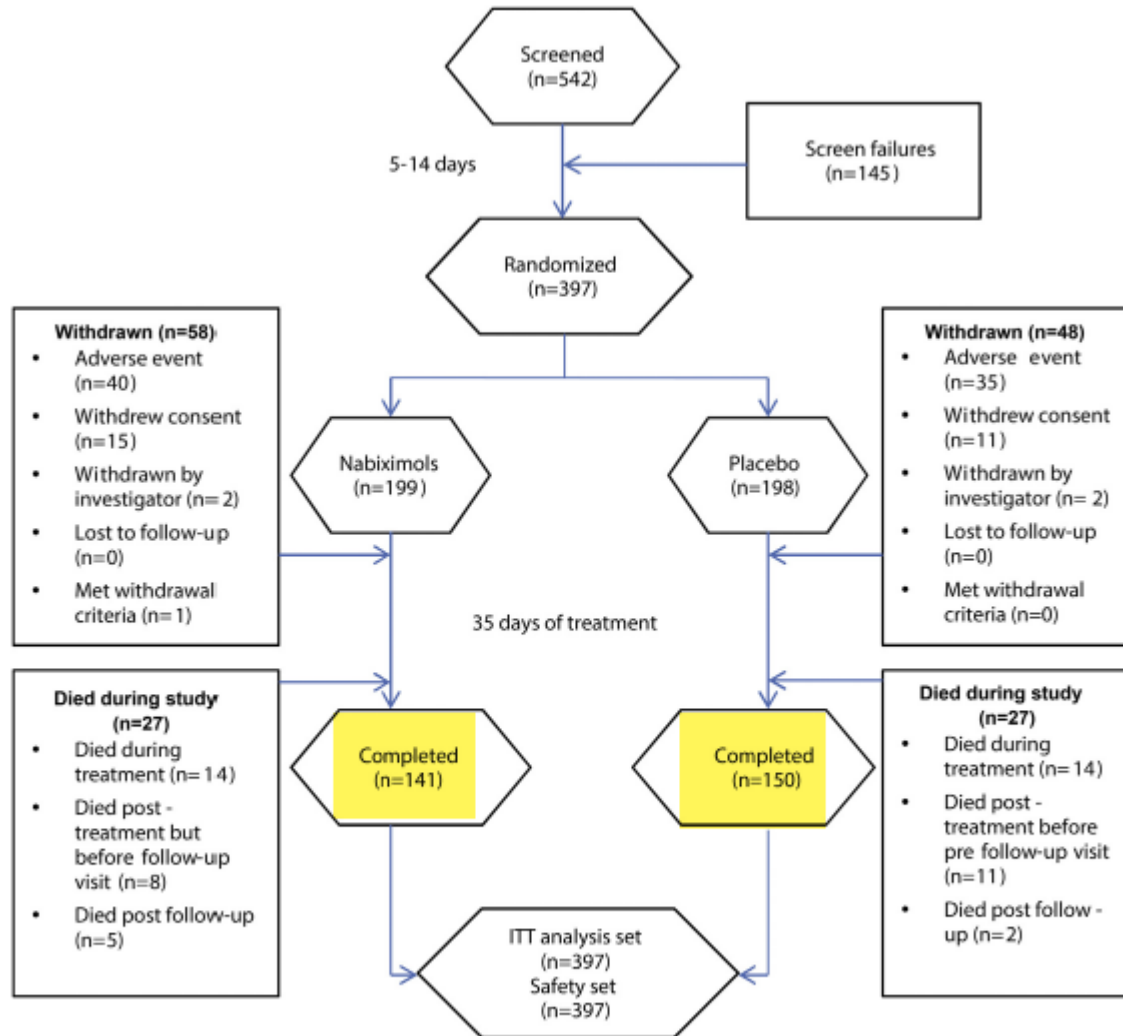 Screened
(n=542)
5-14 days
Screen failures
(n=145)
Randomized
(n=397)
Withdrawn (n=58)
• Adverse event
(n=40)
• Withdrew consent
(n=15)
• Withdrawn by
investigator (n= 2)
• Lost to follow-up
(n=0)
• Met withdrawal
criteria (n=1)
Nabiximols
(n=199)
Placebo
(n=198)
Withdrawn (n=48)
• Adverse event
(n=35)
• Withdrew consent
(n=11)
• Withdrawn by
investigator (n= 2)
• Lost to follow-up
(n=0)
• Met withdrawal
criteria (n=0)
35 days of treatment
Died during study
(n=27)
• Died during
treatment (n= 14)
• Died post -
treatment but
before follow-up
visit (n=8)
• Died post follow-up
(n=5)
Completed
(n=141)
Completed
(n=150)
Died during study
(n=27)
• Died during
treatment (n= 14)
• Died post -
treatment before
pre follow-up visit
(n=11)
• Died post follow -
up (n=2)
ITT analysis set
(n=397)
Safety set
(n=397)